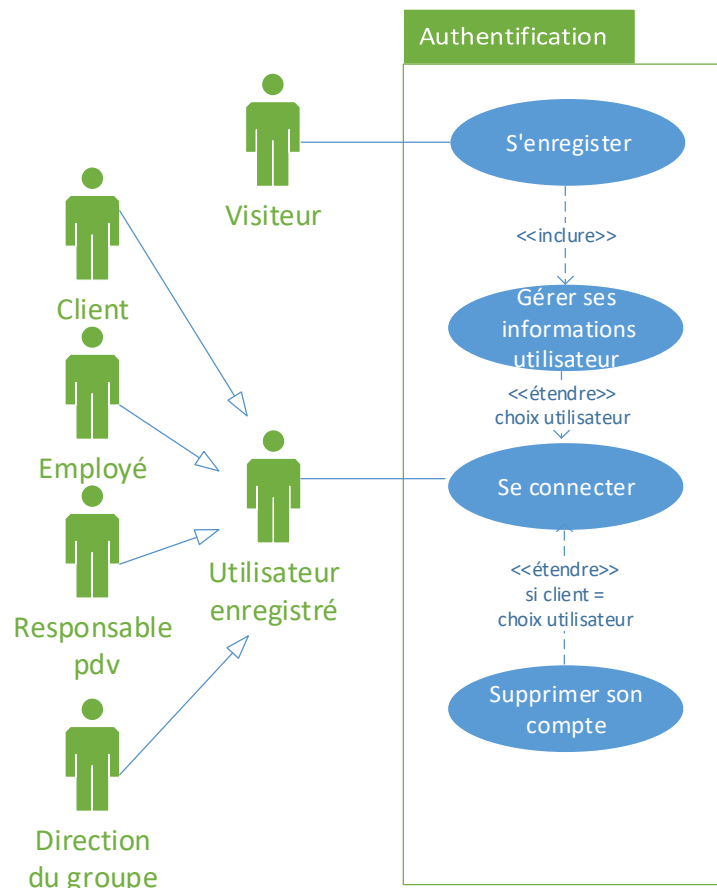 Authentification
S'enregister
Visiteur
<<inclure>>
Client
Gérer ses
informations
utilisateur
<<étendre>>
choix utilisateur
Employé
Se connecter
Utilisateur
enregistré
<<étendre>>
si client =
choix utilisateur
Responsable
pdv
Supprimer son
compte
Direction
du groupe